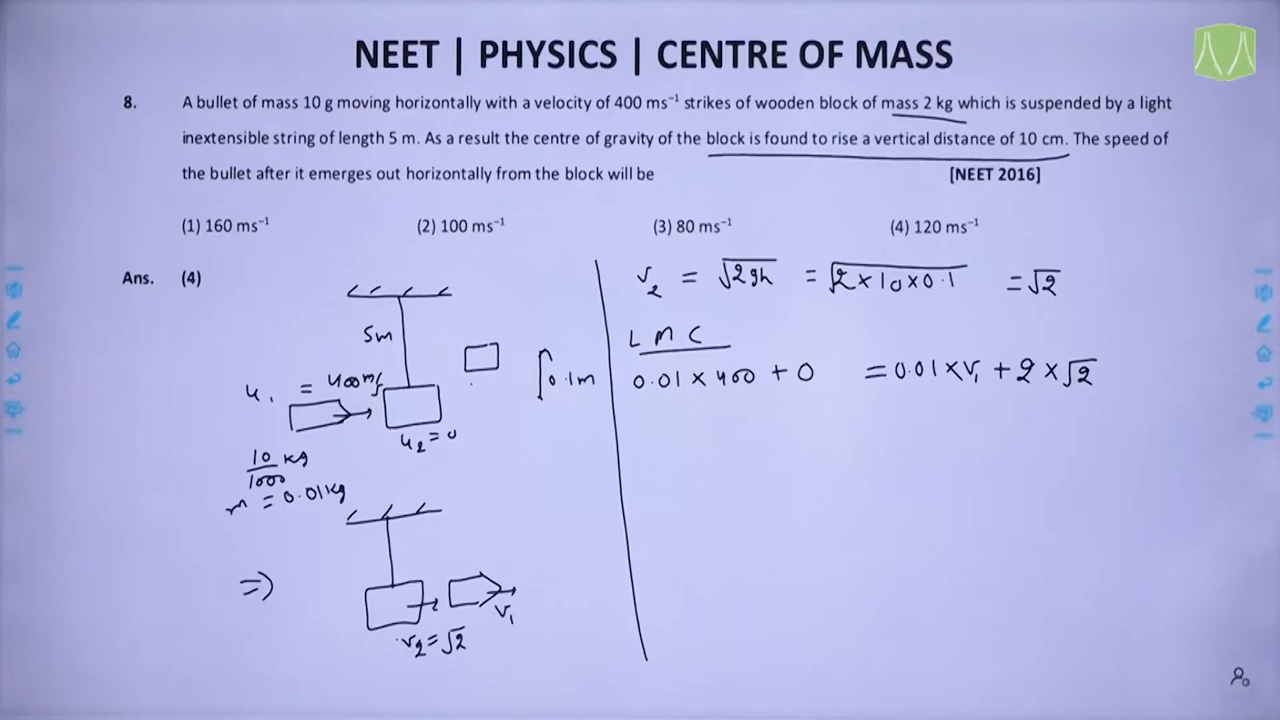 NEET | PHYSICS | CENTRE OF MASS
8. A bullet of mass 10 g moving horizontally with a velocity of 400 ms⁻¹ strikes of wooden block of mass 2 kg which is suspended by a light
inextensible string of length 5 m. As a result the centre of gravity of the block is found to rise a vertical distance of 10 cm. The speed of
the bullet after it emerges out horizontally from the block will be [NEET 2016]
(1) 160 ms⁻¹ (2) 100 ms⁻¹ (3) 80 ms⁻¹ (4) 120 ms⁻¹
Ans. (4)
5m
u₁ = 400m/s
0.1m
u₂ = 0
10/1000 kg
m = 0.01kg
⇒
v₁
v₂ = √2
v₂ = √2gh = √2×10×0.1 = √2
L M C
0.01 × 400 + 0 = 0.01 × v₁ + 2 × √2